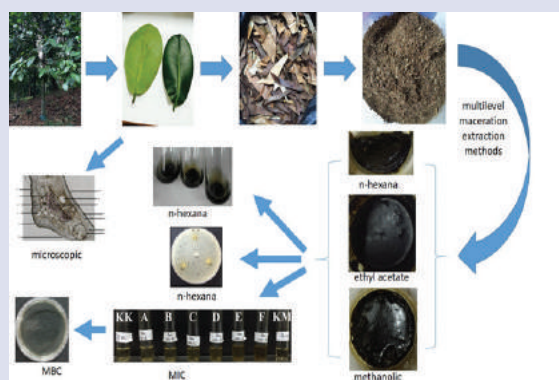 multilevel
maceration
extraction
methods
n-hexana
n-hexana
microscopic
n-hexana
ethyl acetate
KK A B C D E F KM
MBC
MIC
methanolic